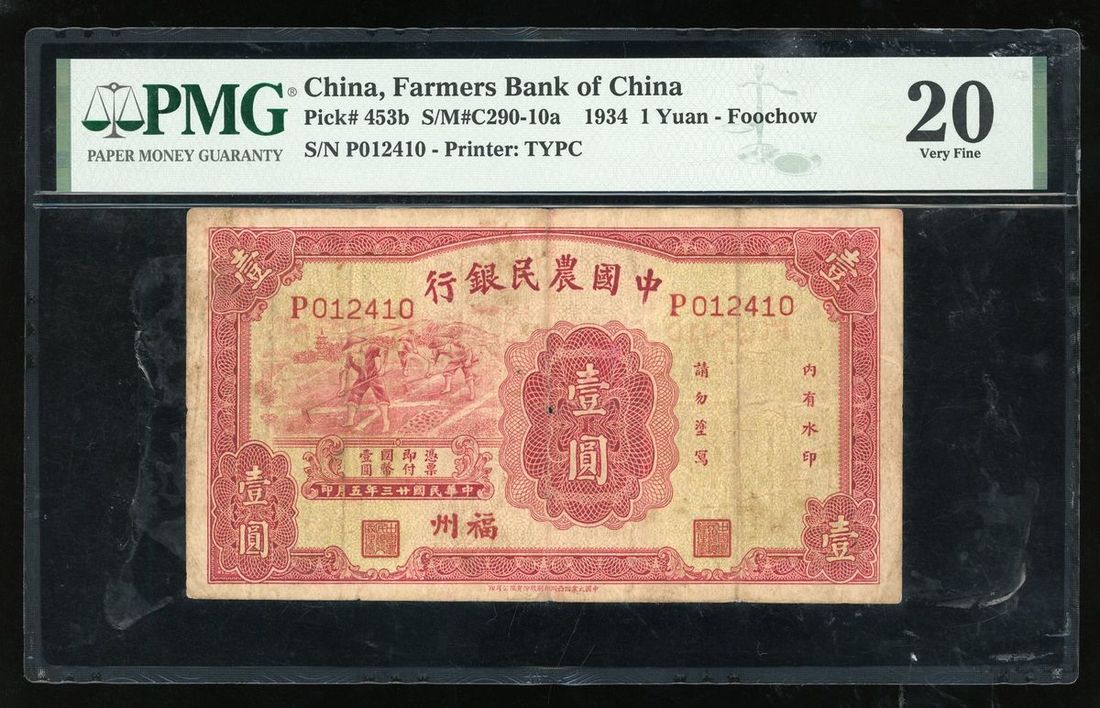 PMG®
PAPER MONEY GUARANTY
China, Farmers Bank of China
Pick# 453b S/M#C290-10a 1934 1 Yuan - Foochow
S/N P012410 - Printer: TYPC
20
Very Fine
行銀民農國中
壹
壹
P012410
P012410
壹圓
內有水印
請勿塗寫
憑票即付國幣壹圓
印月五年三廿國民華中
州福
壹圓
壹